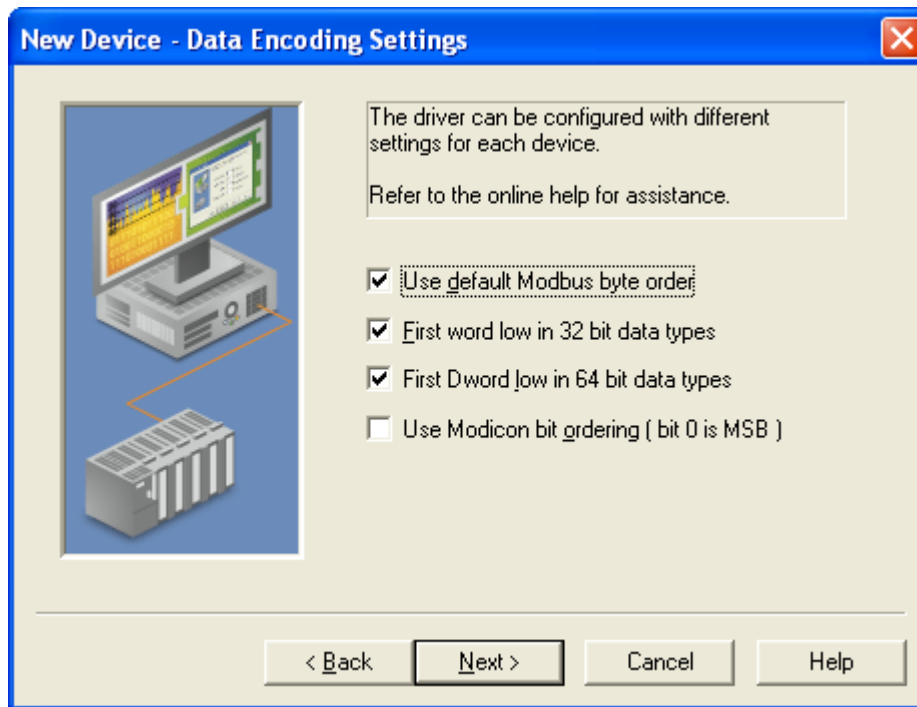 New Device - Data Encoding Settings
The driver can be configured with different
settings for each device.
Refer to the online help for assistance.
Use default Modbus byte order
First word low in 32 bit data types
First Dword low in 64 bit data types
Use Modicon bit ordering ( bit 0 is MSB )
< Back
Next >
Cancel
Help